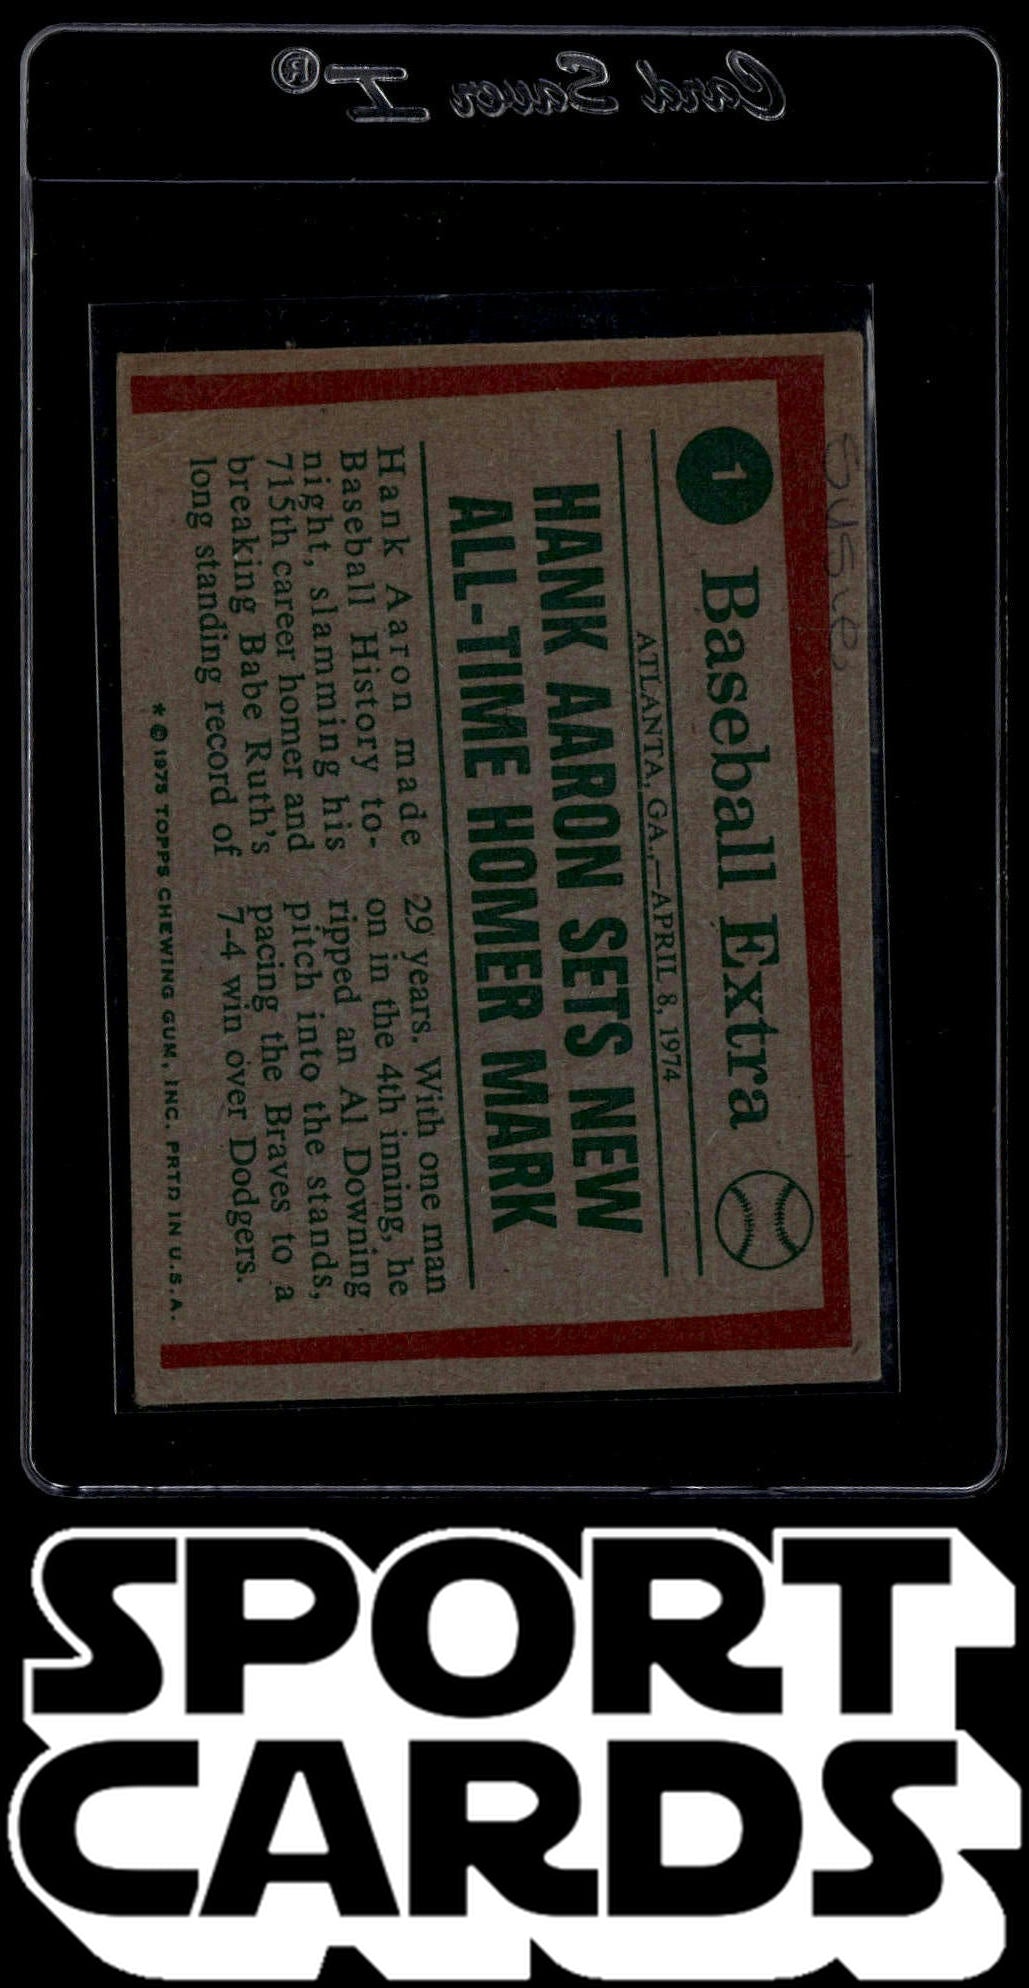 Card Saver I®
Susies
1
Baseball Extra
ATLANTA, GA.,—APRIL 8, 1974
HANK AARON SETS NEW
ALL-TIME HOMER MARK
Hank Aaron made
Baseball History to-
night, slamming his
715th career homer and
breaking Babe Ruth's
long standing record of
29 years. With one man
on in the 4th inning, he
ripped an Al Downing
pitch into the stands,
pacing the Braves to a
7-4 win over Dodgers.
*©1975 TOPPS CHEWING GUM, INC. PRTD IN U.S.A.
SPORT
CARDS